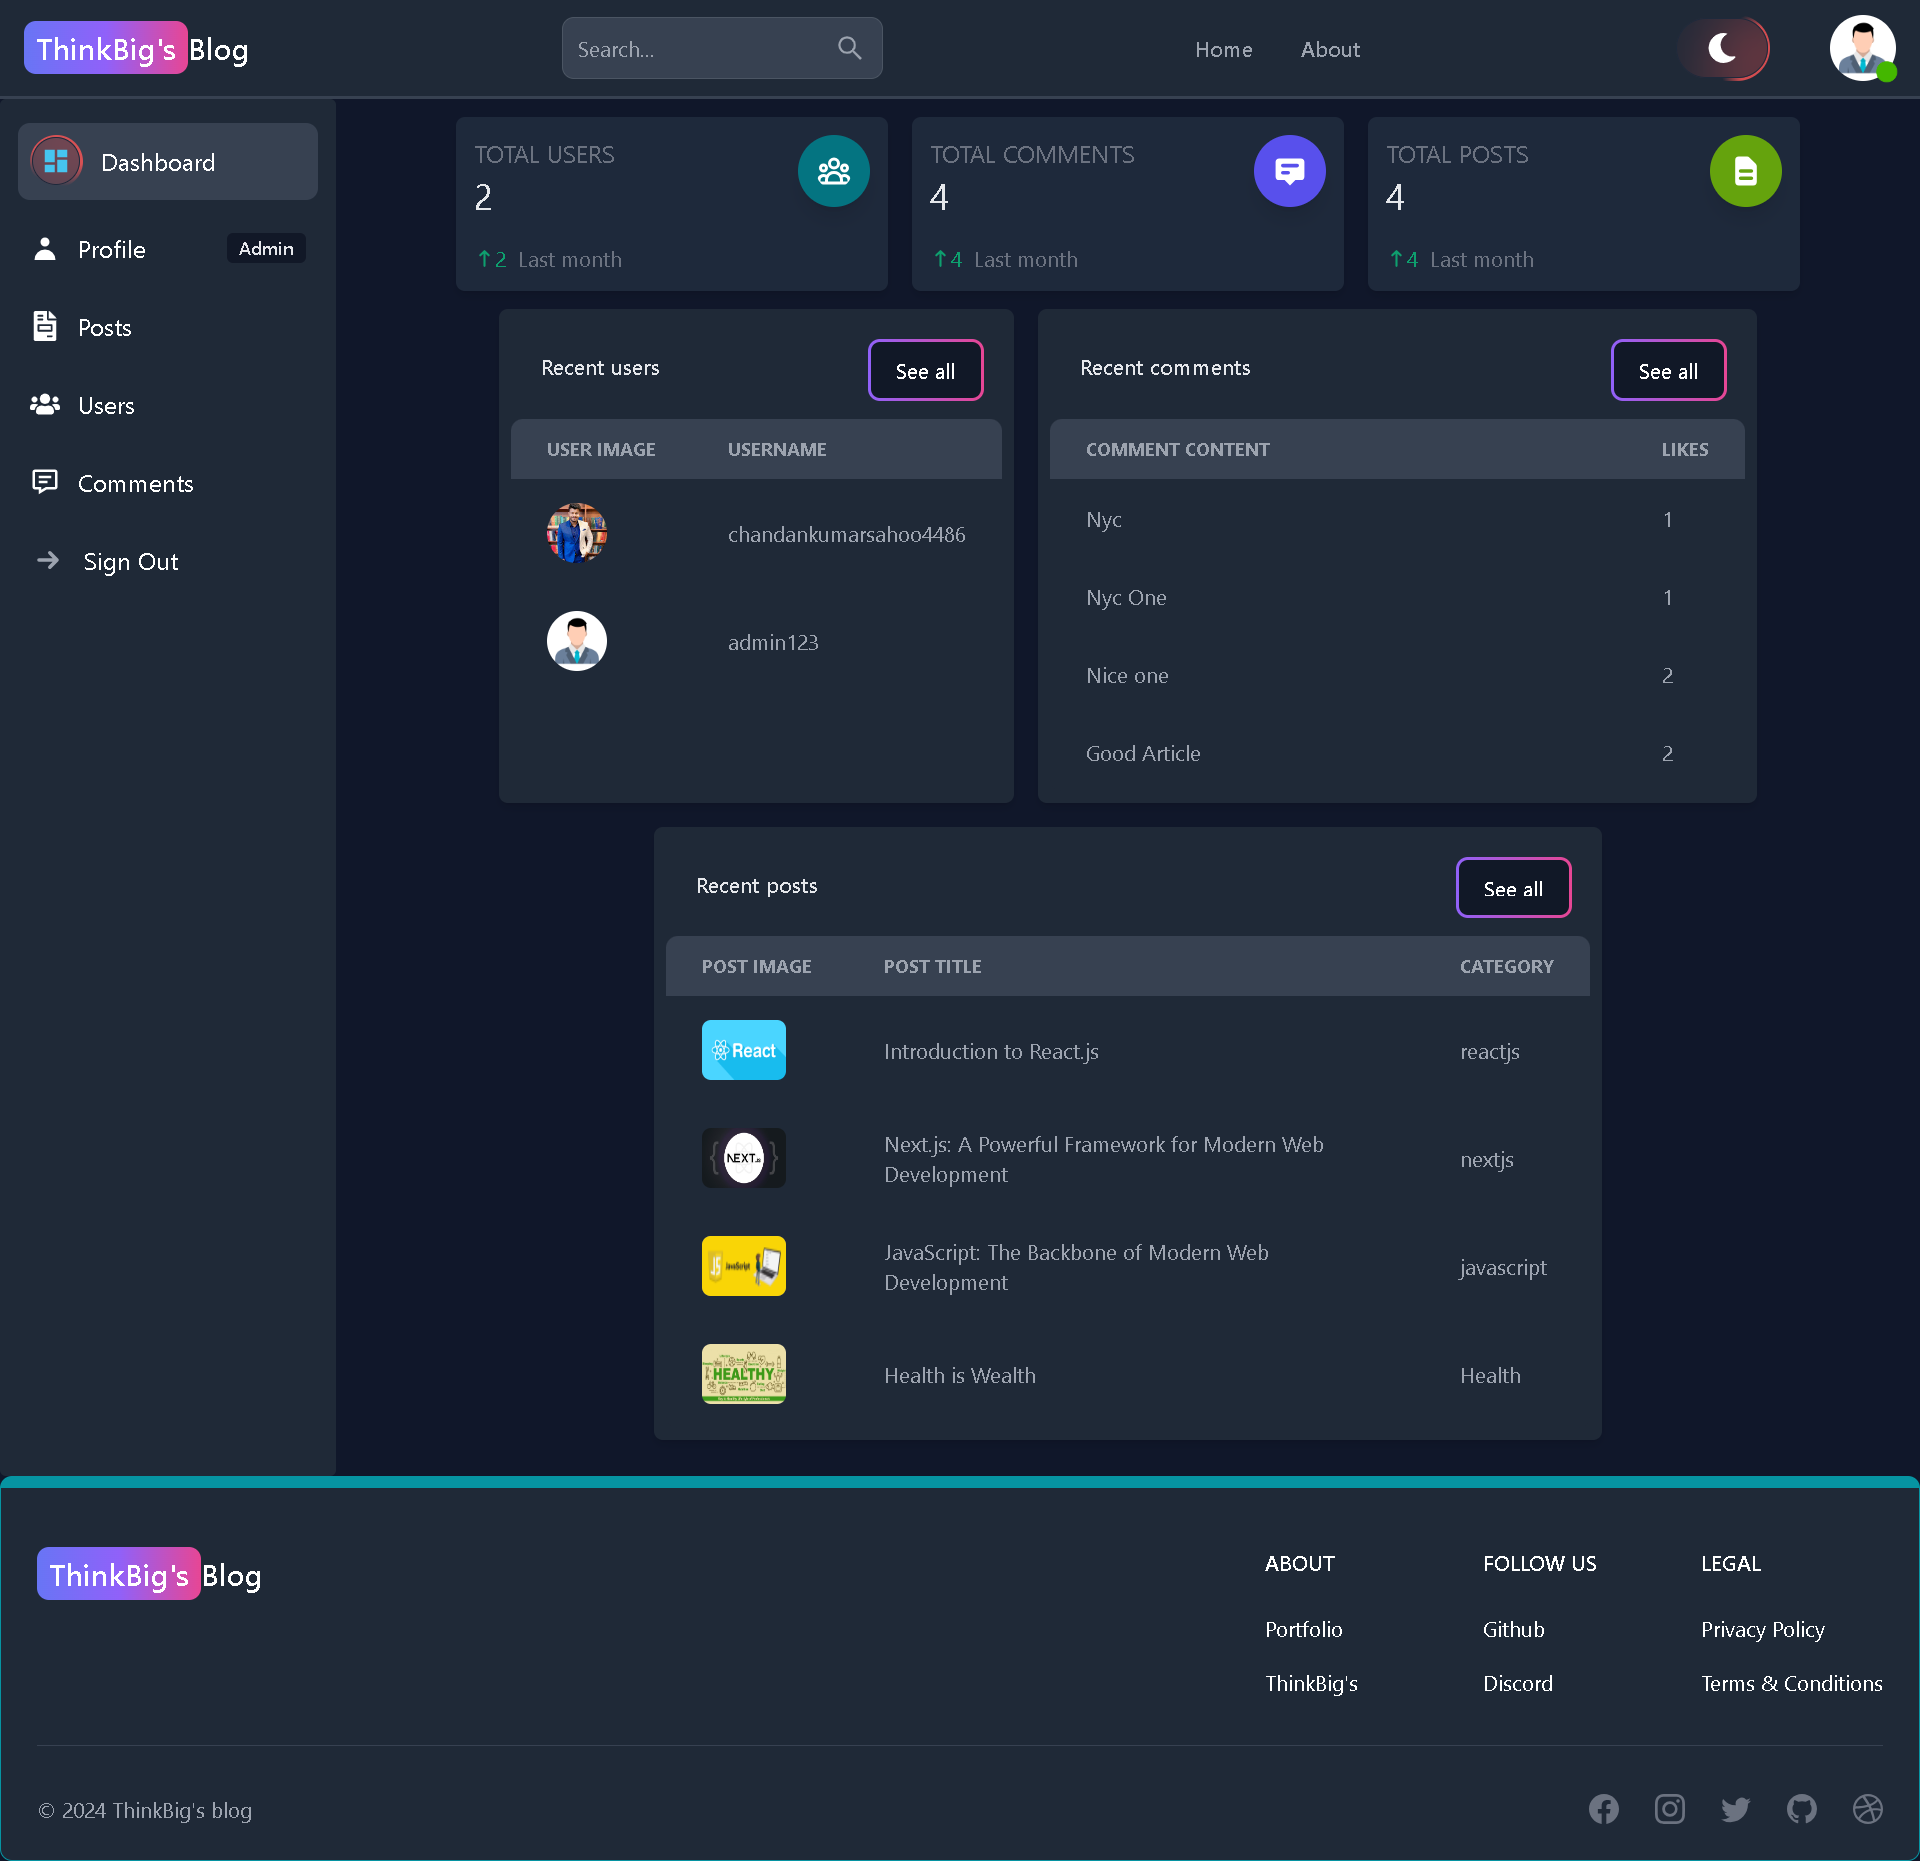 ThinkBig's Blog
Search...
Home
About
Dashboard
Profile
Admin
Posts
Users
Comments
Sign Out
TOTAL USERS
2
2 Last month
TOTAL COMMENTS
4
4 Last month
TOTAL POSTS
4
4 Last month
Recent users
See all
USER IMAGE USERNAME
chandankumarsahoo4486
admin123
Recent comments
See all
COMMENT CONTENT LIKES
Nyc 1
Nyc One 1
Nice one 2
Good Article 2
Recent posts
See all
POST IMAGE POST TITLE CATEGORY
React
Introduction to React.js
reactjs
NEXT.js
Next.js: A Powerful Framework for Modern Web
Development
nextjs
JS JavaScript
JavaScript: The Backbone of Modern Web
Development
javascript
HEALTHY
Health is Wealth
Health
ThinkBig's Blog
ABOUT
Portfolio
ThinkBig's
FOLLOW US
Github
Discord
LEGAL
Privacy Policy
Terms & Conditions
© 2024 ThinkBig's blog